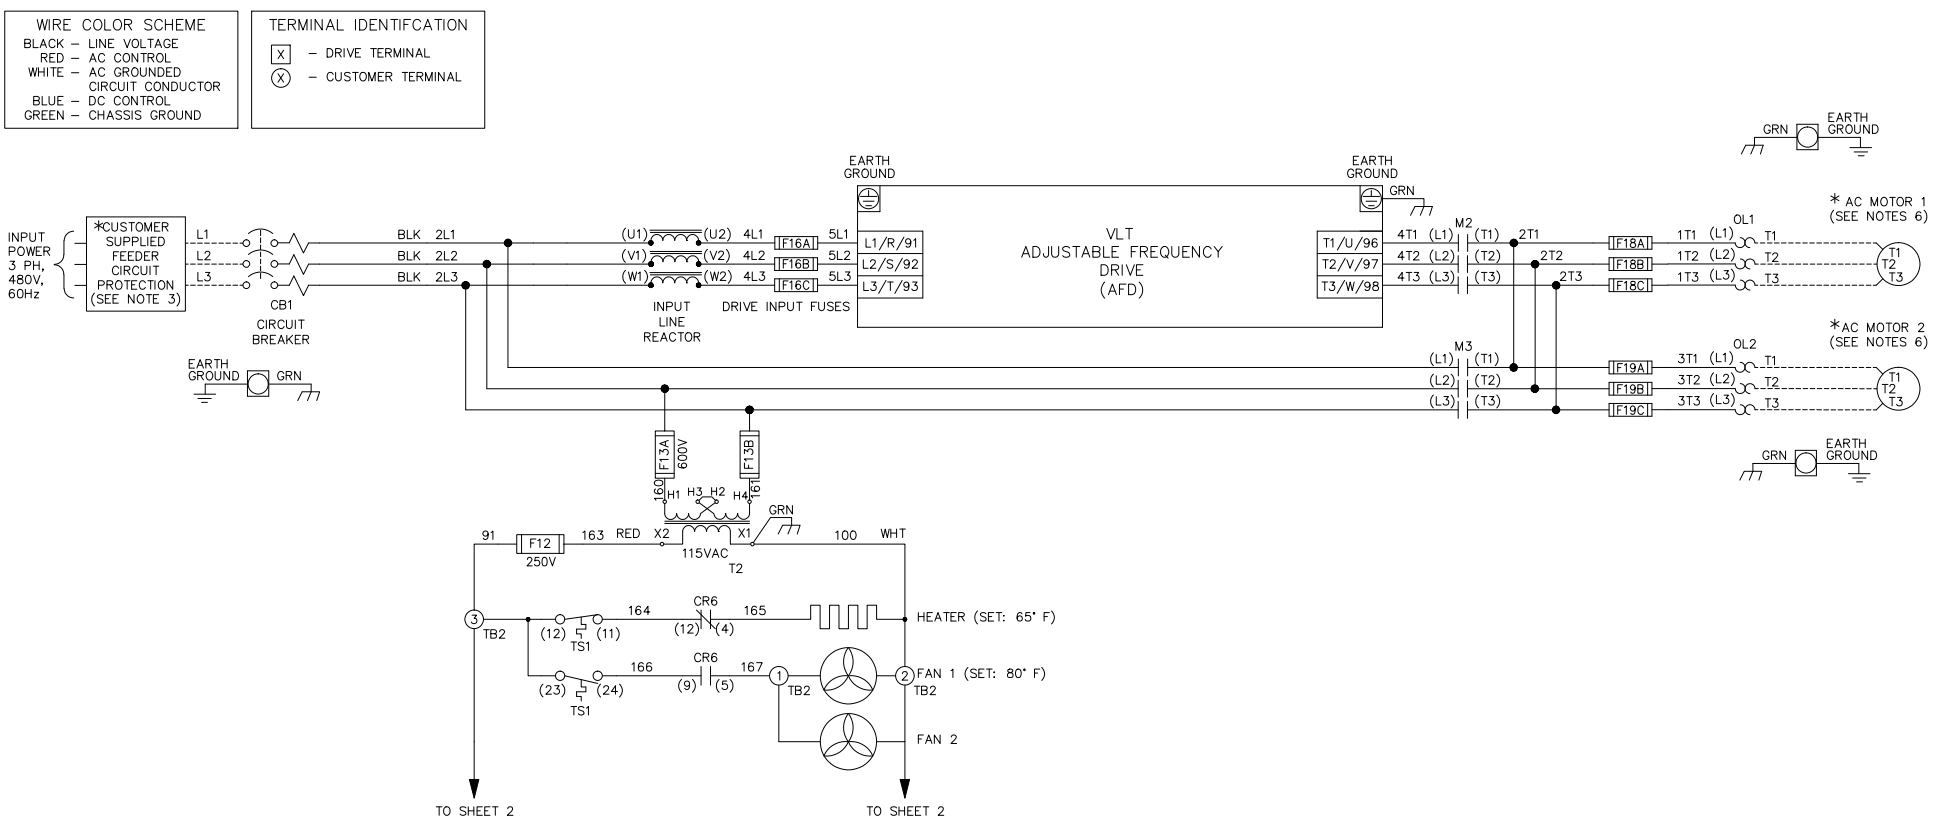 WIRE COLOR SCHEME
BLACK – LINE VOLTAGE
RED – AC CONTROL
WHITE – AC GROUNDED
CIRCUIT CONDUCTOR
BLUE – DC CONTROL
GREEN – CHASSIS GROUND
TERMINAL IDENTIFCATION
X – DRIVE TERMINAL
X – CUSTOMER TERMINAL
INPUT
POWER
3 PH,
480V,
60Hz
*CUSTOMER
SUPPLIED
FEEDER
CIRCUIT
PROTECTION
(SEE NOTE 3)
L1
L2
L3
CB1
CIRCUIT
BREAKER
EARTH
GROUND
GRN
BLK 2L1
BLK 2L2
BLK 2L3
(U1) (U2) 4L1 F16A 5L1
(V1) (V2) 4L2 F16B 5L2
(W1) (W2) 4L3 F16C 5L3
INPUT
LINE
REACTOR
DRIVE INPUT FUSES
EARTH
GROUND
L1/R/91
L2/S/92
L3/T/93
VLT
ADJUSTABLE FREQUENCY
DRIVE
(AFD)
EARTH
GROUND
GRN
T1/U/96
T2/V/97
T3/W/98
M2
4T1 (L1) (T1) 2T1
4T2 (L2) (T2) 2T2
4T3 (L3) (T3) 2T3
F18A
F18B
F18C
OL1
1T1 (L1) T1
1T2 (L2) T2
1T3 (L3) T3
GRN
EARTH
GROUND
* AC MOTOR 1
(SEE NOTES 6)
T1
T2
T3
M3
(L1) (T1)
(L2) (T2)
(L3) (T3)
F19A
F19B
F19C
OL2
3T1 (L1) T1
3T2 (L2) T2
3T3 (L3) T3
*AC MOTOR 2
(SEE NOTES 6)
T1
T2
T3
GRN
EARTH
GROUND
F13A
600V
F13B
160
161
H1 H3 H2 H4
GRN
91 F12 163 RED X2 X1 100 WHT
250V
115VAC
T2
3
TB2
(12) (11)
TS1
164
CR6
(12) (4)
165
HEATER (SET: 65° F)
(23) (24)
TS1
166
CR6
(9) (5)
167
1
TB2
2
TB2
FAN 1 (SET: 80° F)
FAN 2
TO SHEET 2
TO SHEET 2